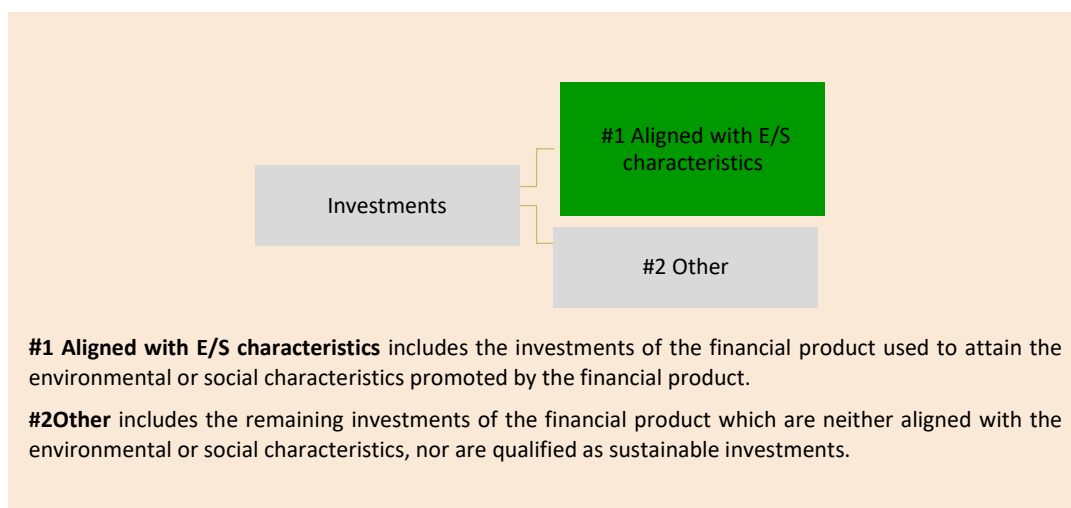 #1 Aligned with E/S
characteristics
Investments
#2 Other
#1 Aligned with E/S characteristics includes the investments of the financial product used to attain the
environmental or social characteristics promoted by the financial product.
#2Other includes the remaining investments of the financial product which are neither aligned with the
environmental or social characteristics, nor are qualified as sustainable investments.